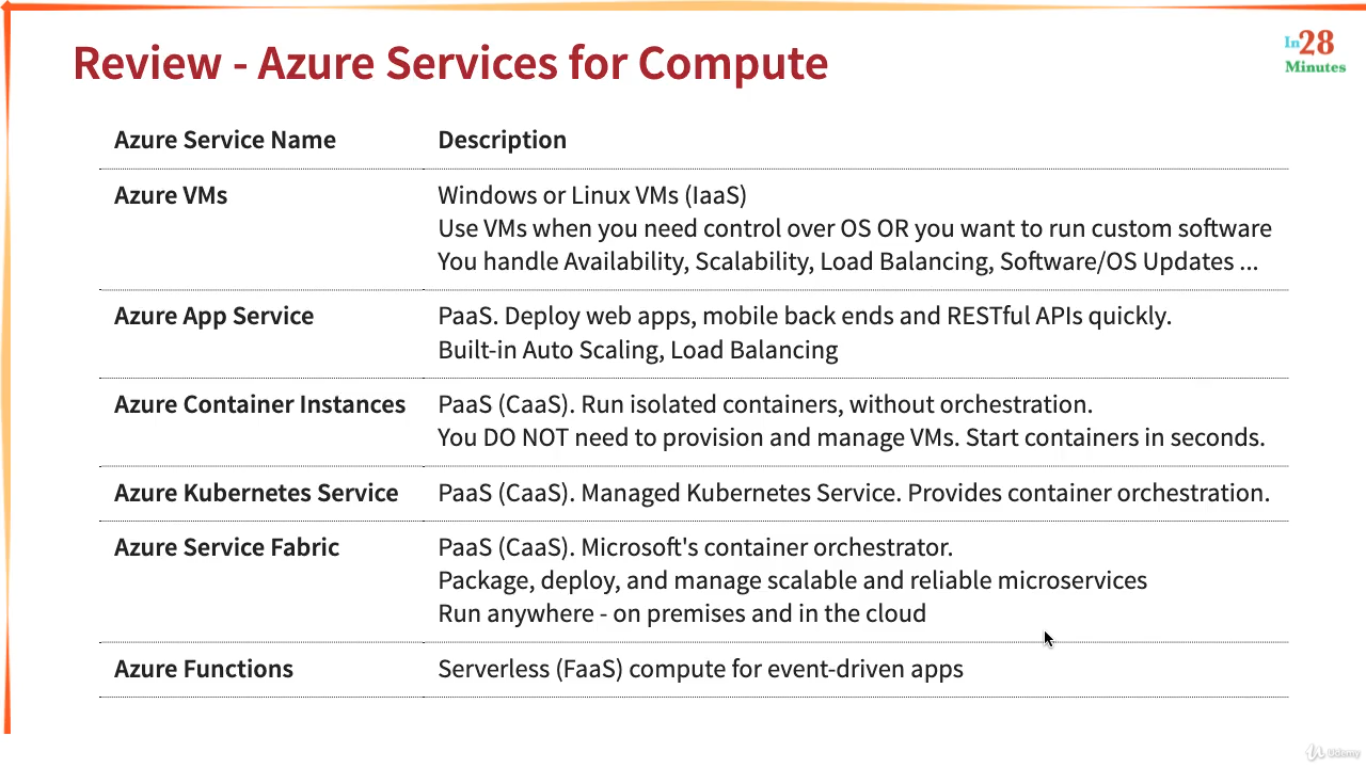 Review - Azure Services for Compute
In28
Minutes
Azure Service Name
Description
Azure VMs
Windows or Linux VMs (IaaS)
Use VMs when you need control over OS OR you want to run custom software
You handle Availability, Scalability, Load Balancing, Software/OS Updates ...
Azure App Service
PaaS. Deploy web apps, mobile back ends and RESTful APIs quickly.
Built-in Auto Scaling, Load Balancing
Azure Container Instances
PaaS (CaaS). Run isolated containers, without orchestration.
You DO NOT need to provision and manage VMs. Start containers in seconds.
Azure Kubernetes Service
PaaS (CaaS). Managed Kubernetes Service. Provides container orchestration.
Azure Service Fabric
PaaS (CaaS). Microsoft's container orchestrator.
Package, deploy, and manage scalable and reliable microservices
Run anywhere - on premises and in the cloud
Azure Functions
Serverless (FaaS) compute for event-driven apps
Udemy